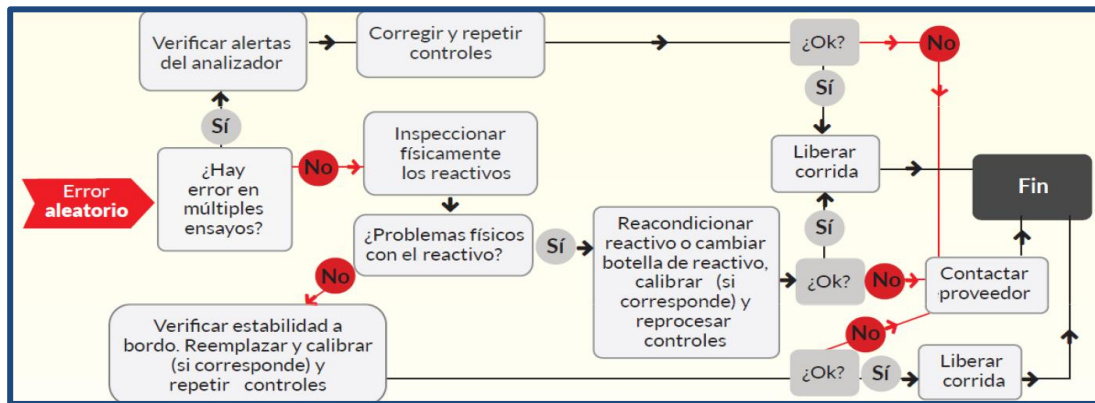 Error
aleatorio
¿Hay
error en
múltiples
ensayos?
Sí
Verificar alertas
del analizador
Corregir y repetir
controles
¿Ok?
No
Sí
Liberar
corrida
Fin
No
Inspeccionar
físicamente
los reactivos
¿Problemas físicos
con el reactivo?
Sí
Reacondicionar
reactivo o cambiar
botella de reactivo,
calibrar (si
corresponde) y
reprocesar
controles
¿Ok?
Sí
No
Contactar
proveedor
No
Verificar estabilidad a
bordo. Reemplazar y calibrar
(si corresponde) y
repetir controles
¿Ok?
No
Sí
Liberar
corrida